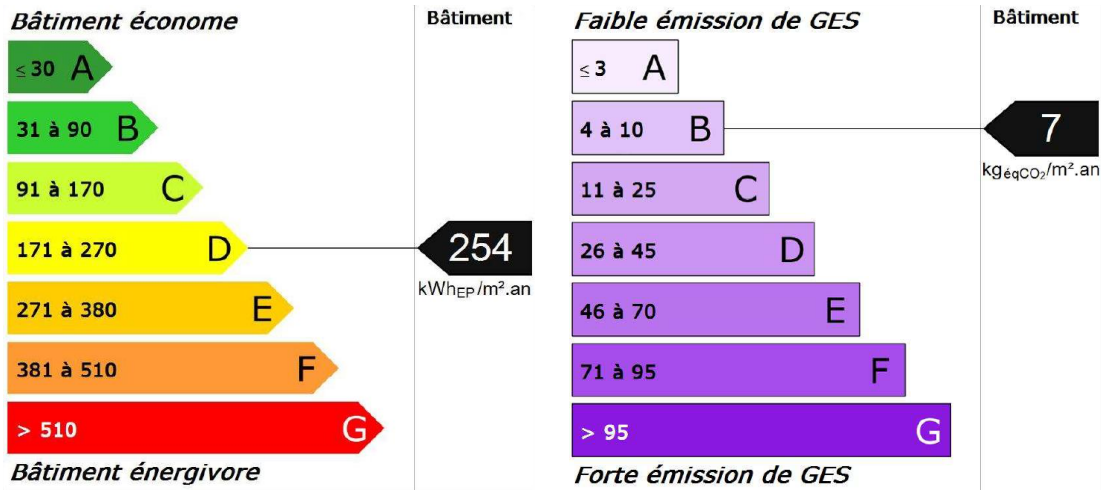 Bâtiment économe
Bâtiment
≤ 30 A
31 à 90 B
91 à 170 C
171 à 270 D
254
kWhEP/m².an
271 à 380 E
381 à 510 F
> 510 G
Bâtiment énergivore
Faible émission de GES
Bâtiment
≤ 3 A
4 à 10 B
7
kgéqCO₂/m².an
11 à 25 C
26 à 45 D
46 à 70 E
71 à 95 F
> 95 G
Forte émission de GES